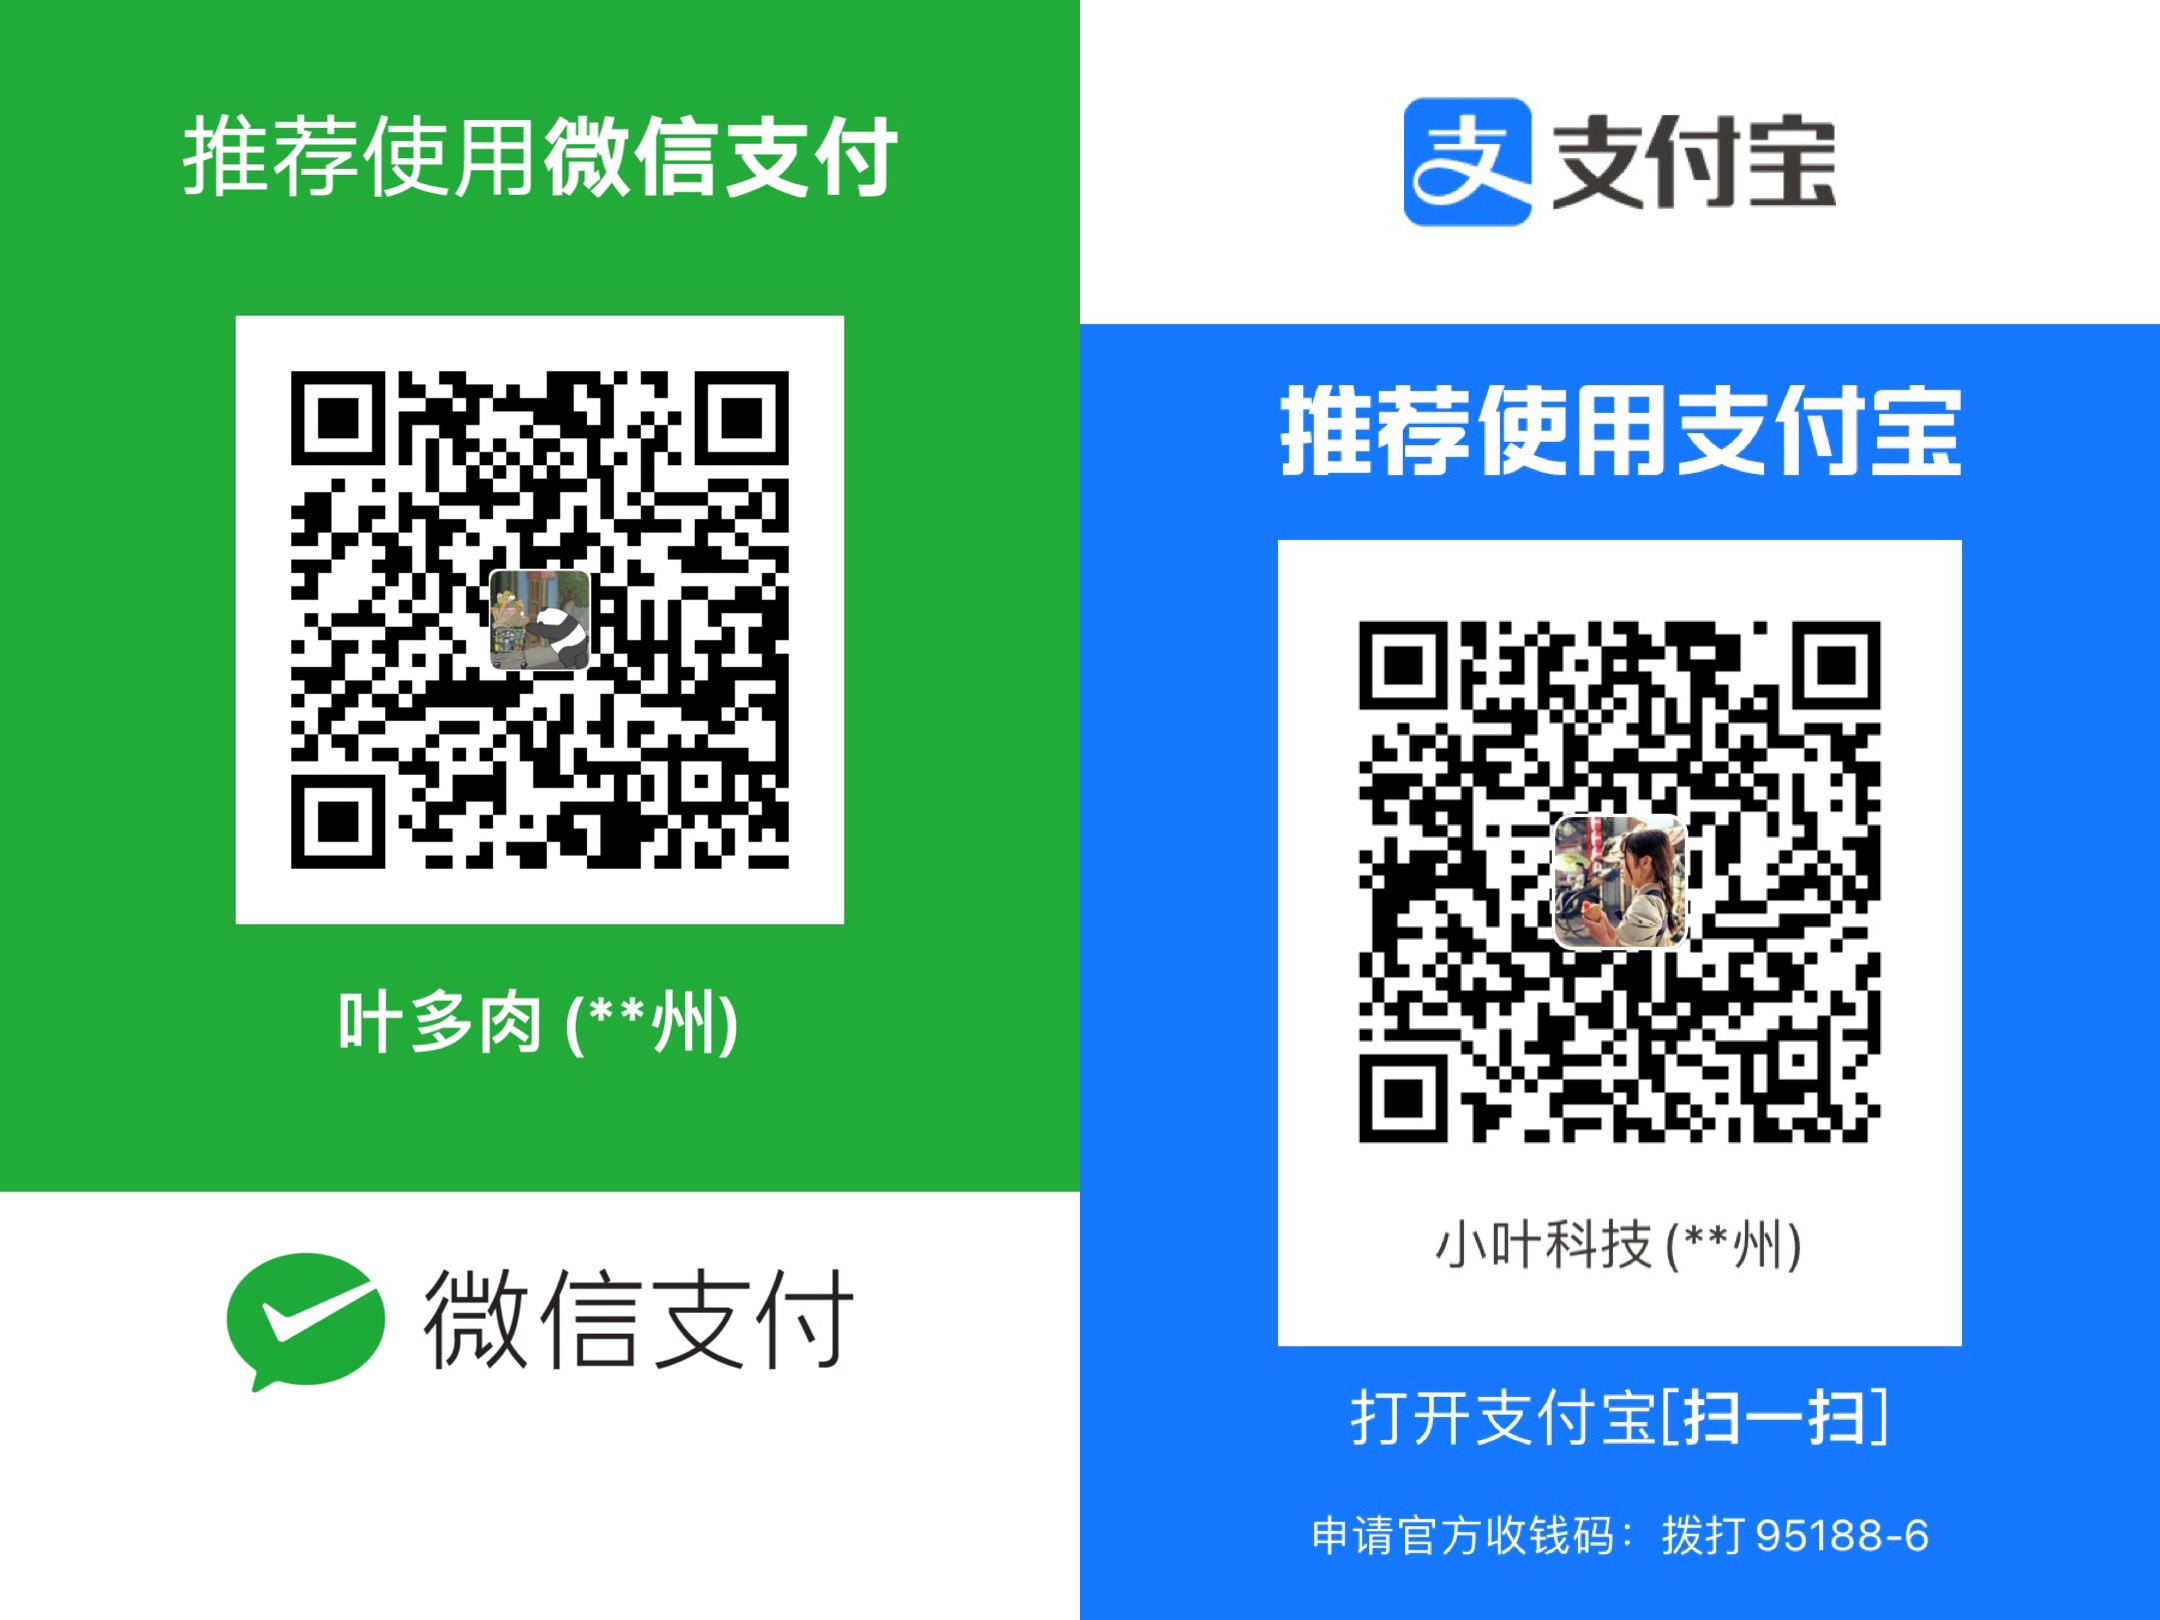 推荐使用微信支付
叶多肉 (**州)
微信支付
支 支付宝
推荐使用支付宝
小叶科技 (**州)
打开支付宝[扫一扫]
申请官方收钱码：拨打 95188-6